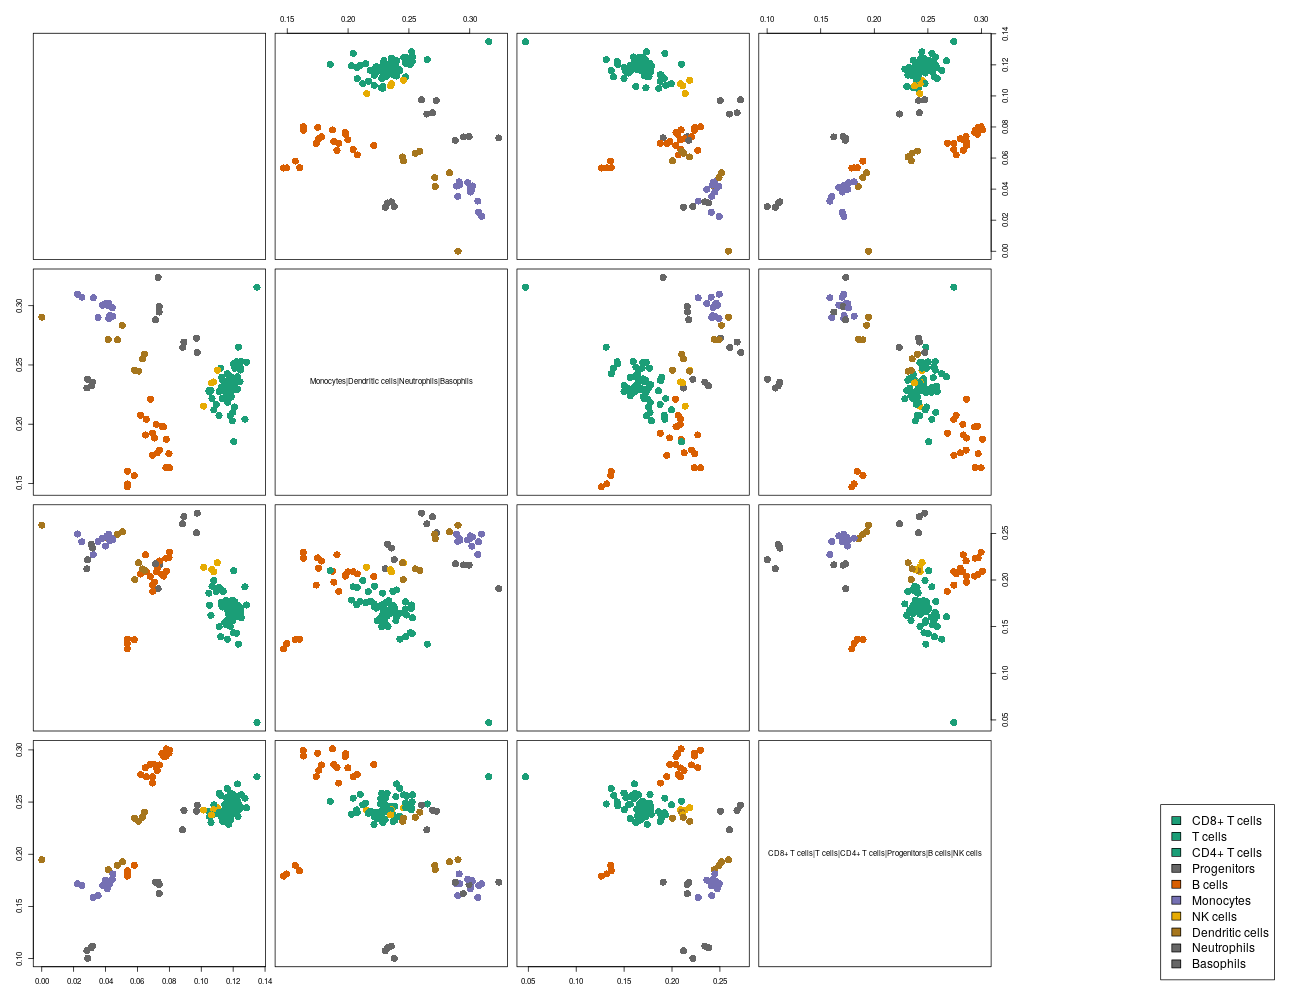 0.15 0.20 0.25 0.30
0.10 0.15 0.20 0.25 0.30
0.00 0.02 0.04 0.06 0.08 0.10 0.12 0.14
0.15 0.20 0.25 0.30
Monocytes|Dendritic cells|Neutrophils|Basophils
0.05 0.10 0.15 0.20 0.25
0.10 0.15 0.20 0.25 0.30
CD8+ T cells|T cells|CD4+ T cells|Progenitors|B cells|NK cells
0.00 0.02 0.04 0.06 0.08 0.10 0.12 0.14
0.05 0.10 0.15 0.20 0.25
CD8+ T cells
T cells
CD4+ T cells
Progenitors
B cells
Monocytes
NK cells
Dendritic cells
Neutrophils
Basophils